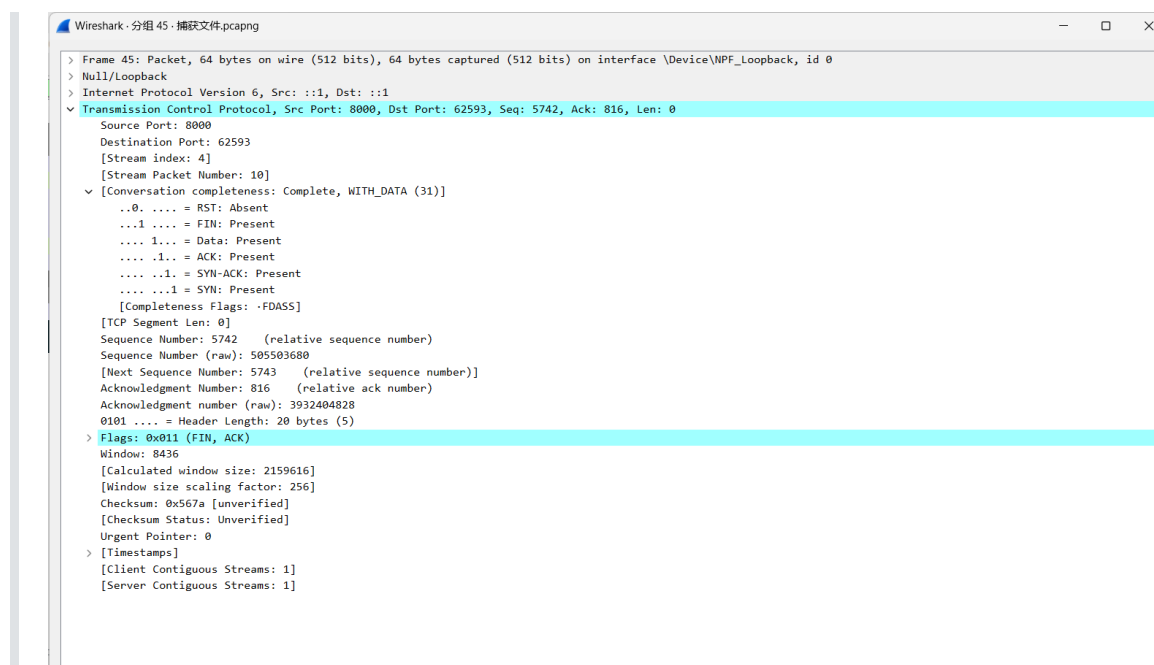 Wireshark · 分组 45 · 捕获文件.pcapng
Frame 45: Packet, 64 bytes on wire (512 bits), 64 bytes captured (512 bits) on interface \Device\NPF_Loopback, id 0
Null/Loopback
Internet Protocol Version 6, Src: ::1, Dst: ::1
Transmission Control Protocol, Src Port: 8000, Dst Port: 62593, Seq: 5742, Ack: 816, Len: 0
Source Port: 8000
Destination Port: 62593
[Stream index: 4]
[Stream Packet Number: 10]
[Conversation completeness: Complete, WITH_DATA (31)]
..0. .... = RST: Absent
...1 .... = FIN: Present
.... 1... = Data: Present
.... .1.. = ACK: Present
.... ..1. = SYN-ACK: Present
.... ...1 = SYN: Present
[Completeness Flags: ·FDASS]
[TCP Segment Len: 0]
Sequence Number: 5742    (relative sequence number)
Sequence Number (raw): 505503680
[Next Sequence Number: 5743    (relative sequence number)]
Acknowledgment Number: 816    (relative ack number)
Acknowledgment number (raw): 3932404828
0101 .... = Header Length: 20 bytes (5)
Flags: 0x011 (FIN, ACK)
Window: 8436
[Calculated window size: 2159616]
[Window size scaling factor: 256]
Checksum: 0x567a [unverified]
[Checksum Status: Unverified]
Urgent Pointer: 0
[Timestamps]
[Client Contiguous Streams: 1]
[Server Contiguous Streams: 1]